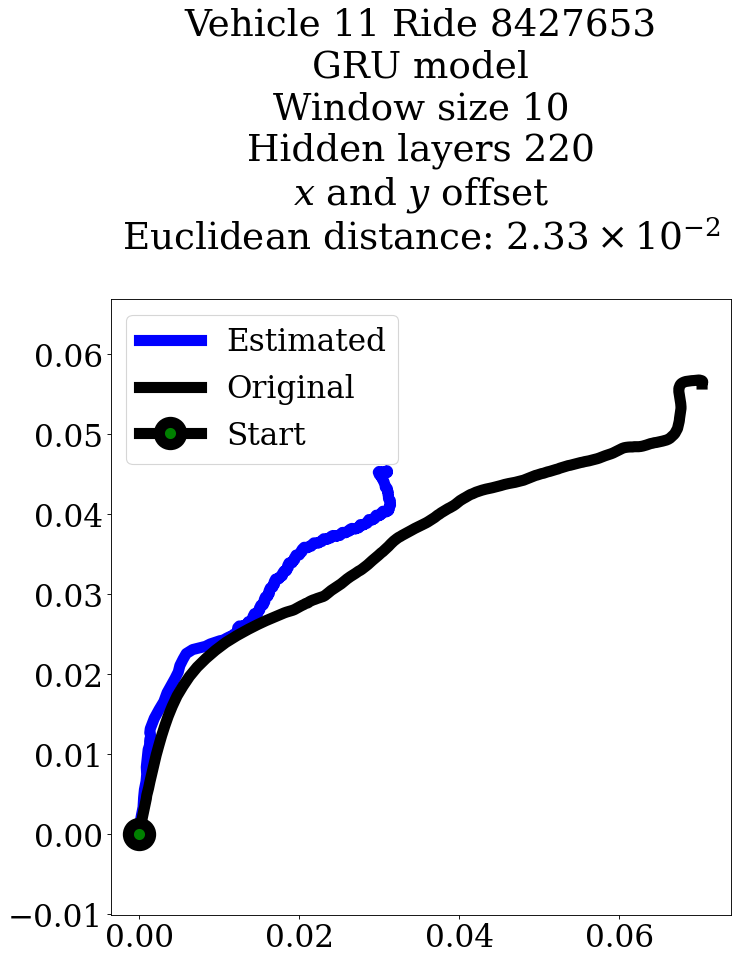 Vehicle 11 Ride 8427653
GRU model
Window size 10
Hidden layers 220
x and y offset
Euclidean distance: 2.33 × 10⁻²
Estimated
Original
Start
0.06
0.05
0.04
0.03
0.02
0.01
0.00
−0.01
0.00 0.02 0.04 0.06